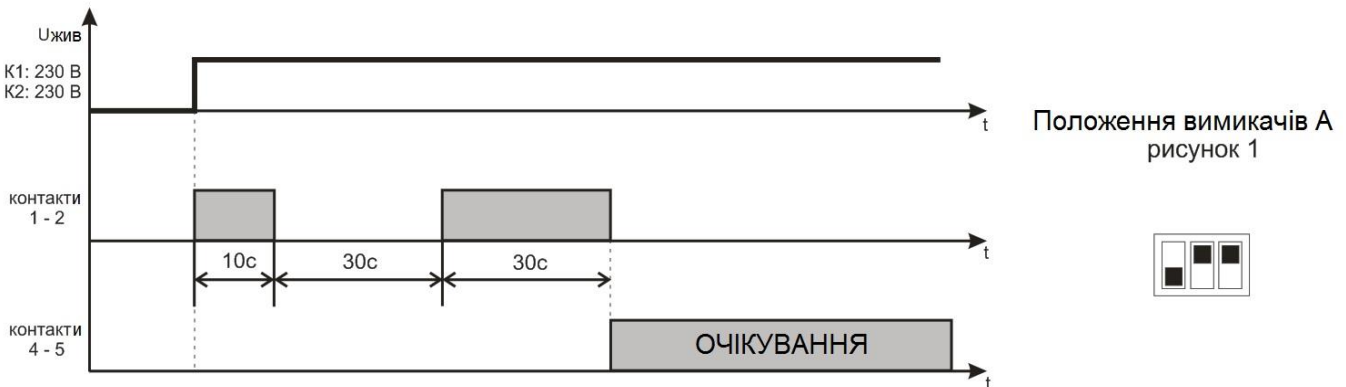 Uжив
К1: 230 В
К2: 230 В
t
Положення вимикачів А
рисунок 1
контакти
1 - 2
10с 30с 30с
t
контакти
4 - 5
ОЧІКУВАННЯ
t